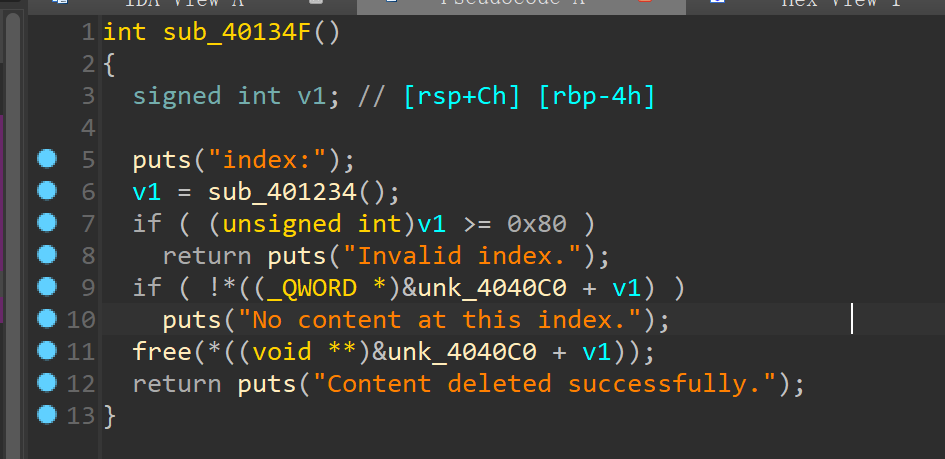 IDA View A Pseudocode A Hex View 1
1 int sub_40134F()
2 {
3   signed int v1; // [rsp+Ch] [rbp-4h]
4
5   puts("index:");
6   v1 = sub_401234();
7   if ( (unsigned int)v1 >= 0x80 )
8     return puts("Invalid index.");
9   if ( !*((_QWORD *)&unk_4040C0 + v1) )
10     puts("No content at this index.");
11   free(*((void **)&unk_4040C0 + v1));
12   return puts("Content deleted successfully.");
13 }